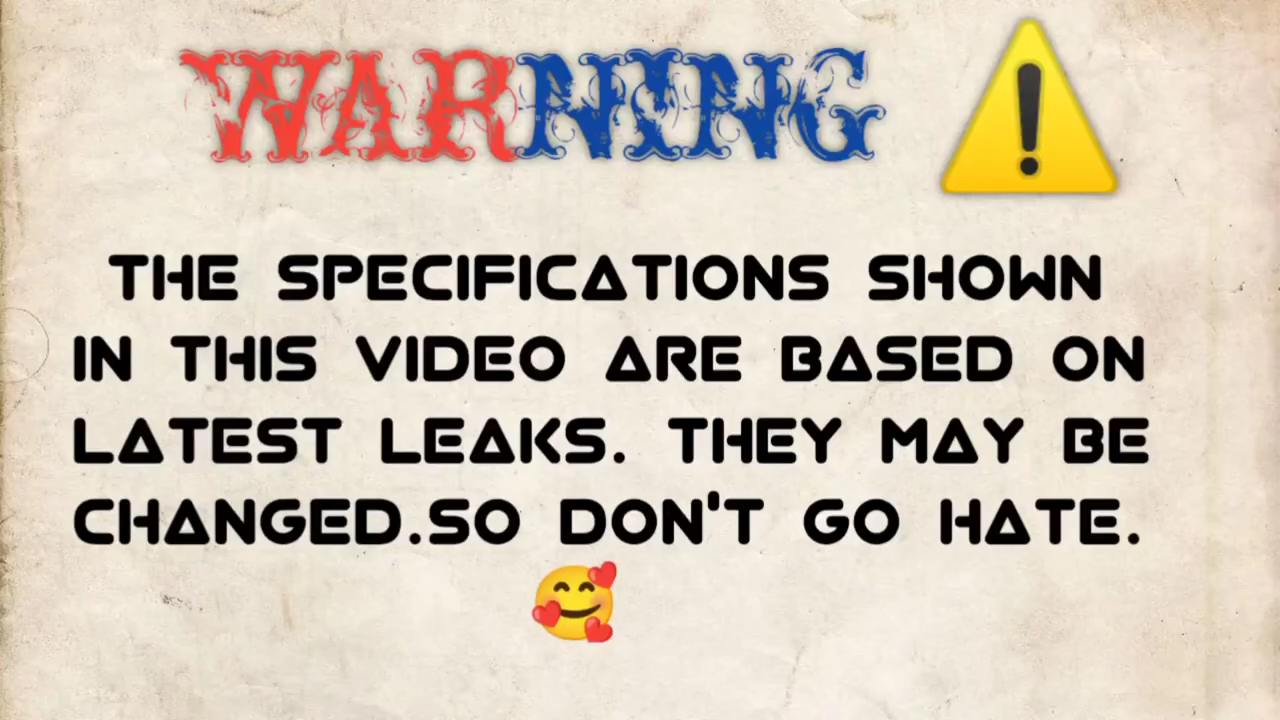 WARNING ⚠️
THE SPECIFICATIONS SHOWN
IN THIS VIDEO ARE BASED ON
LATEST LEAKS. THEY MAY BE
CHANGED.SO DON'T GO HATE.
🥰